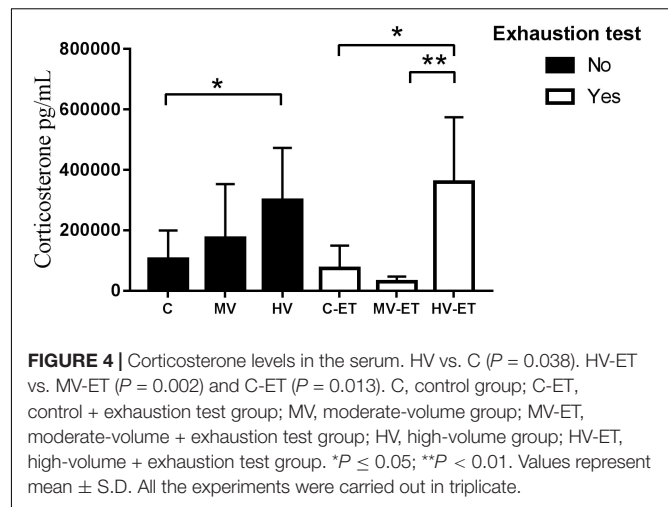 Exhaustion test
No
Yes
Corticosterone pg/mL
800000
600000
400000
200000
0
*
*
**
C MV HV C-ET MV-ET HV-ET
FIGURE 4 | Corticosterone levels in the serum. HV vs. C (P = 0.038). HV-ET
vs. MV-ET (P = 0.002) and C-ET (P = 0.013). C, control group; C-ET,
control + exhaustion test group; MV, moderate-volume group; MV-ET,
moderate-volume + exhaustion test group; HV, high-volume group; HV-ET,
high-volume + exhaustion test group. *P ≤ 0.05; **P < 0.01. Values represent
mean ± S.D. All the experiments were carried out in triplicate.